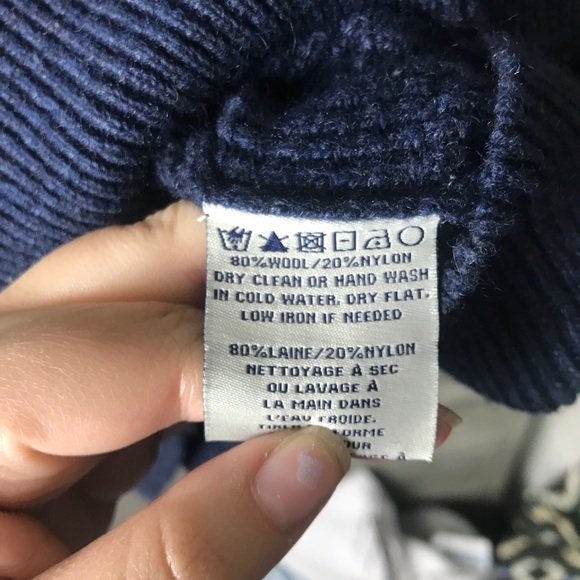 80%WOOL/20%NYLON
DRY CLEAN OR HAND WASH
IN COLD WATER. DRY FLAT.
LOW IRON IF NEEDED
80%LAINE/20%NYLON
NETTOYAGE À SEC
OU LAVAGE À
LA MAIN DANS
L'EAU FROIDE.